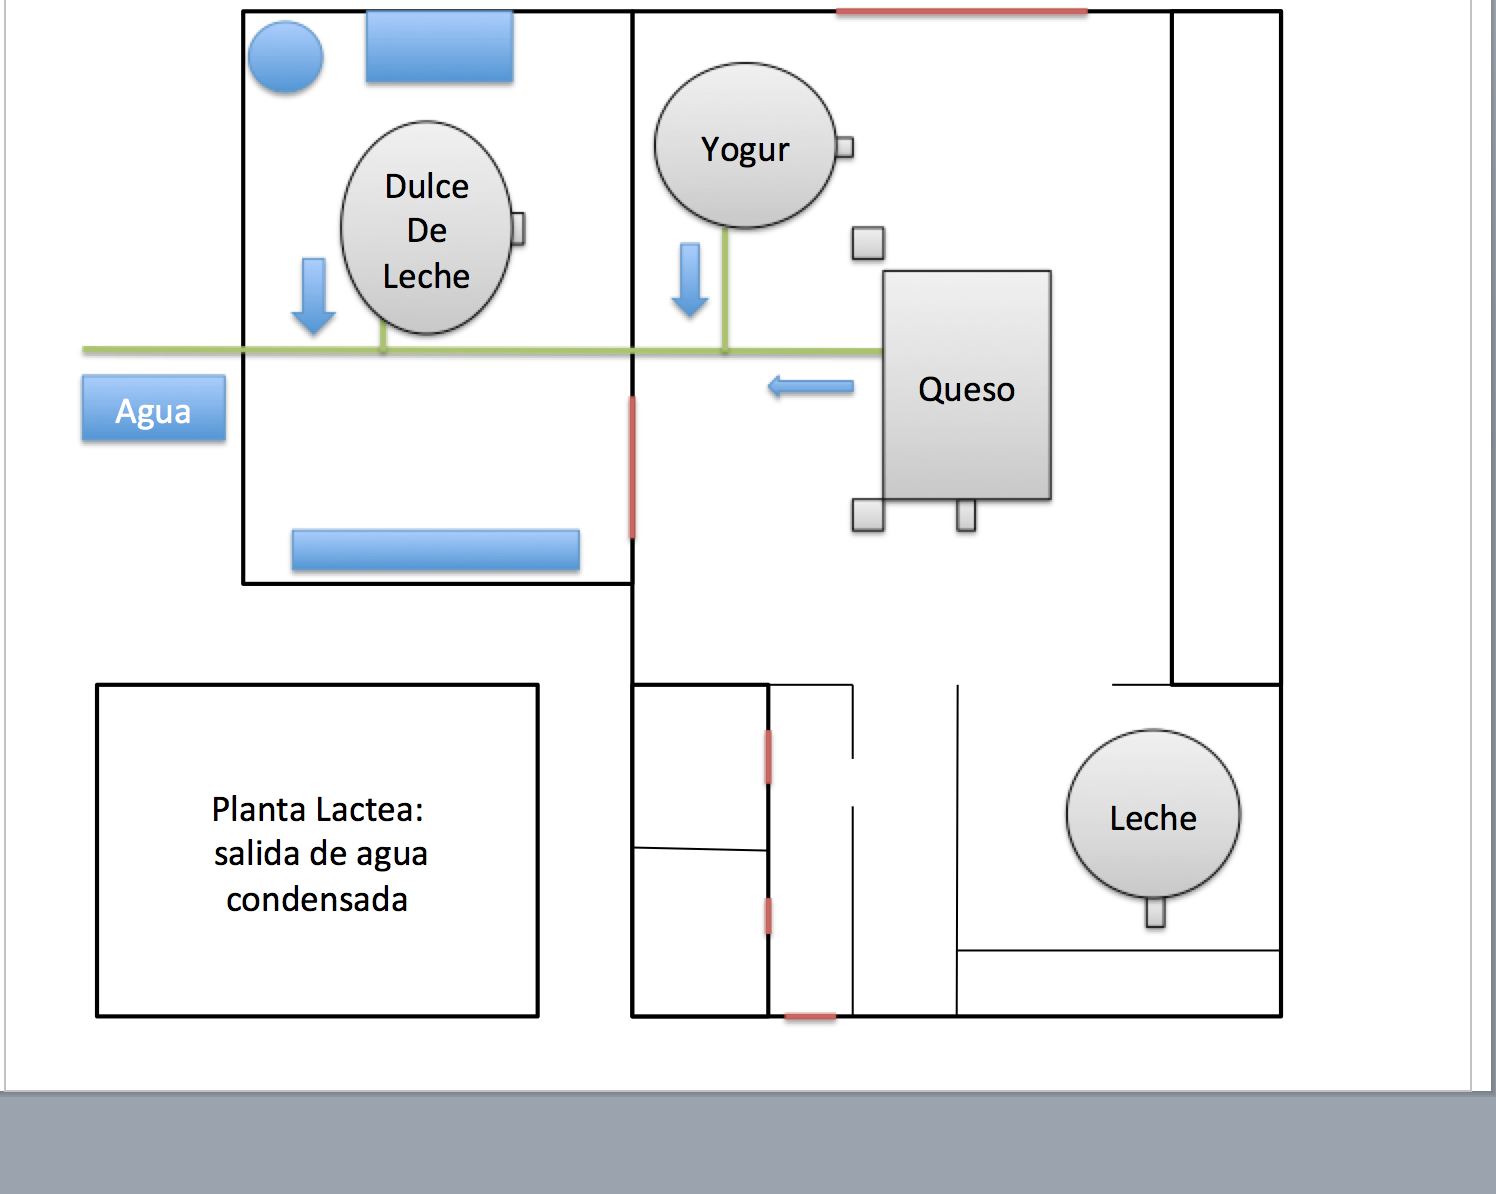 Dulce
De
Leche
Yogur
Queso
Agua
Planta Lactea:
salida de agua
condensada
Leche